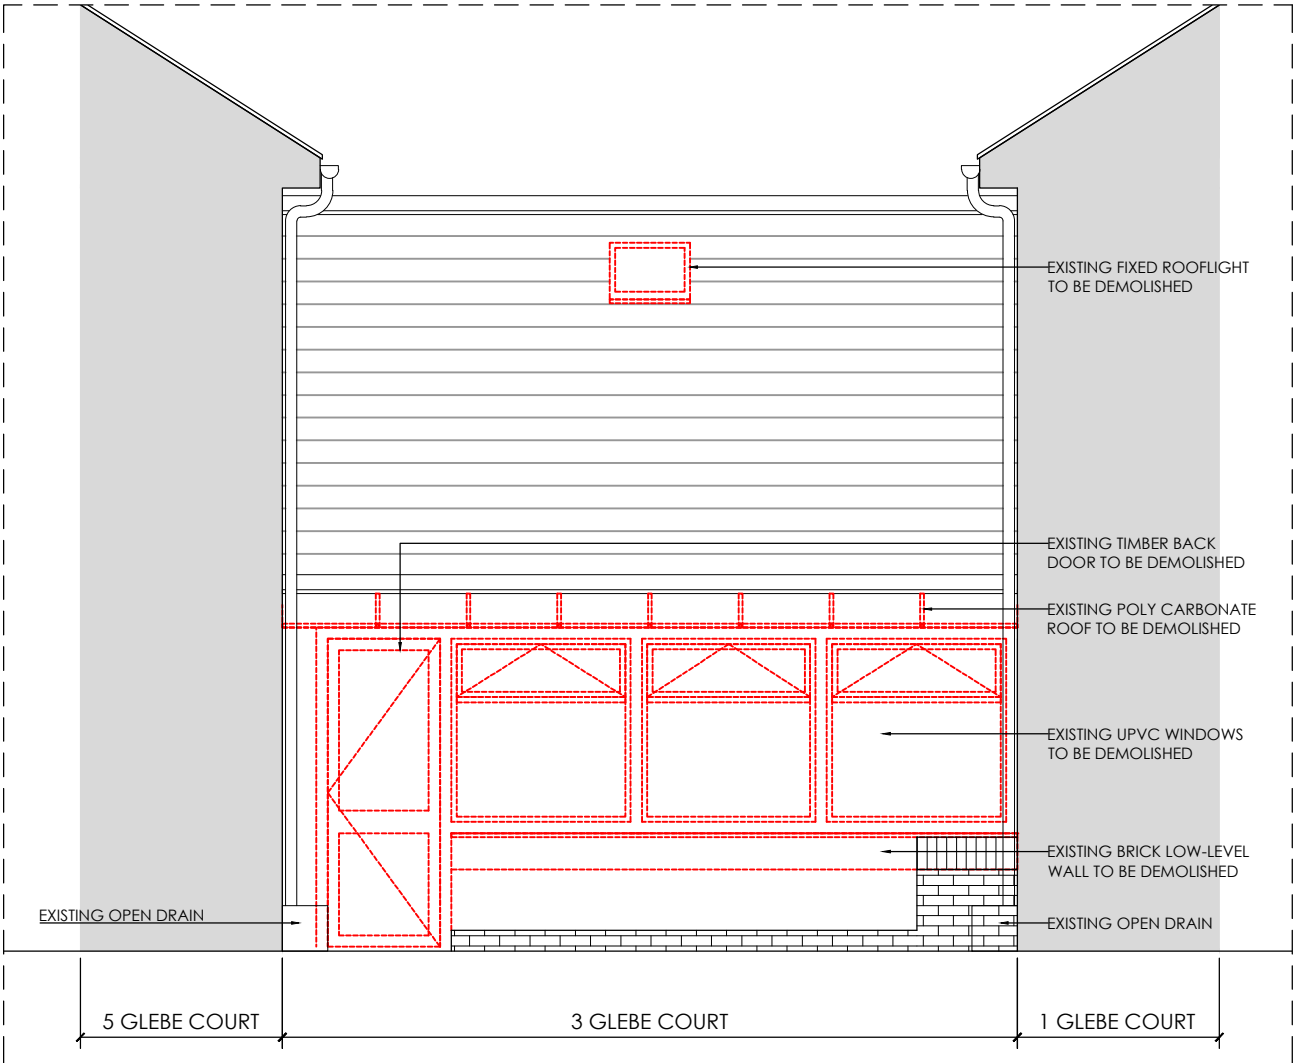 EXISTING FIXED ROOFLIGHT
TO BE DEMOLISHED
EXISTING TIMBER BACK
DOOR TO BE DEMOLISHED
EXISTING POLY CARBONATE
ROOF TO BE DEMOLISHED
EXISTING UPVC WINDOWS
TO BE DEMOLISHED
EXISTING BRICK LOW-LEVEL
WALL TO BE DEMOLISHED
EXISTING OPEN DRAIN
EXISTING OPEN DRAIN
5 GLEBE COURT
3 GLEBE COURT
1 GLEBE COURT